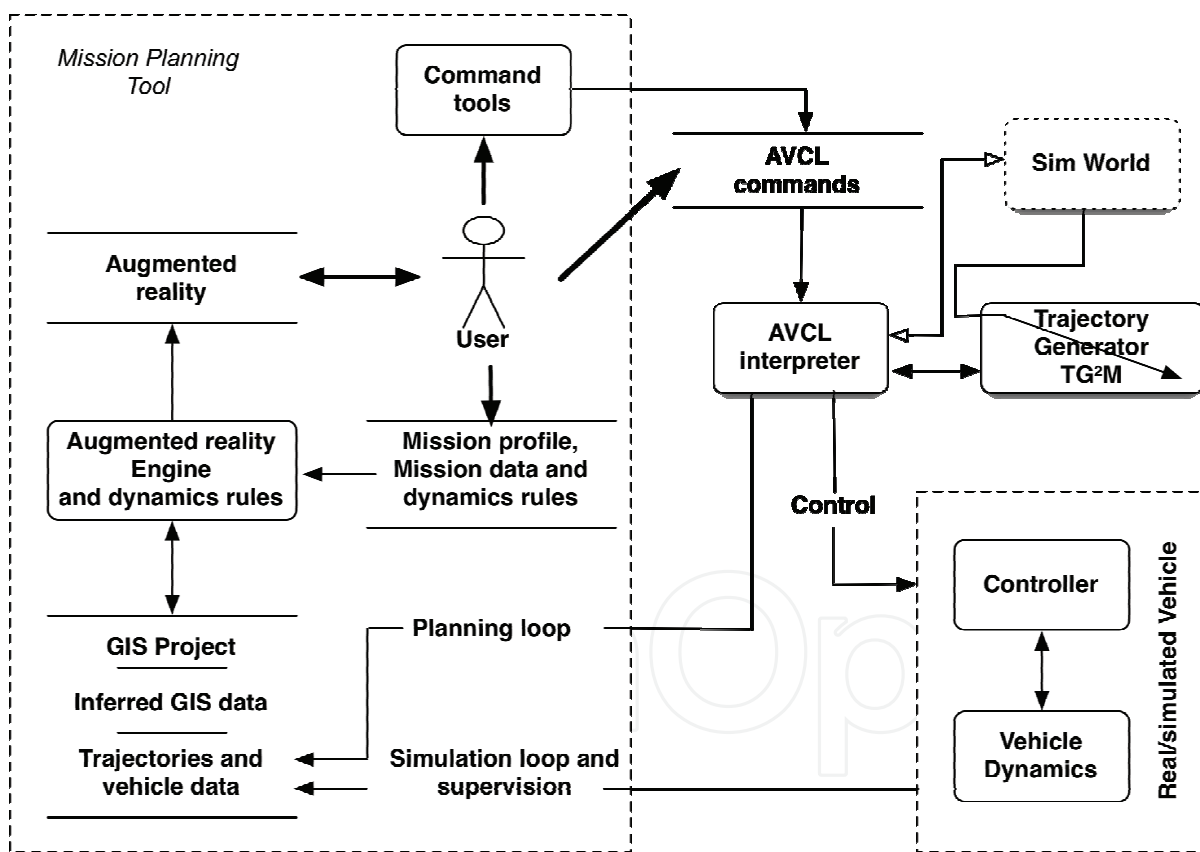 Mission Planning
Tool
Command
tools
AVCL
commands
Sim World
Augmented
reality
User
AVCL
interpreter
Trajectory
Generator
TG²M
Augmented reality
Engine
and dynamics rules
Mission profile,
Mission data and
dynamics rules
Control
Controller
Vehicle
Dynamics
Real/simulated Vehicle
Planning loop
GIS Project
Inferred GIS data
Trajectories and
vehicle data
Simulation loop and
supervision